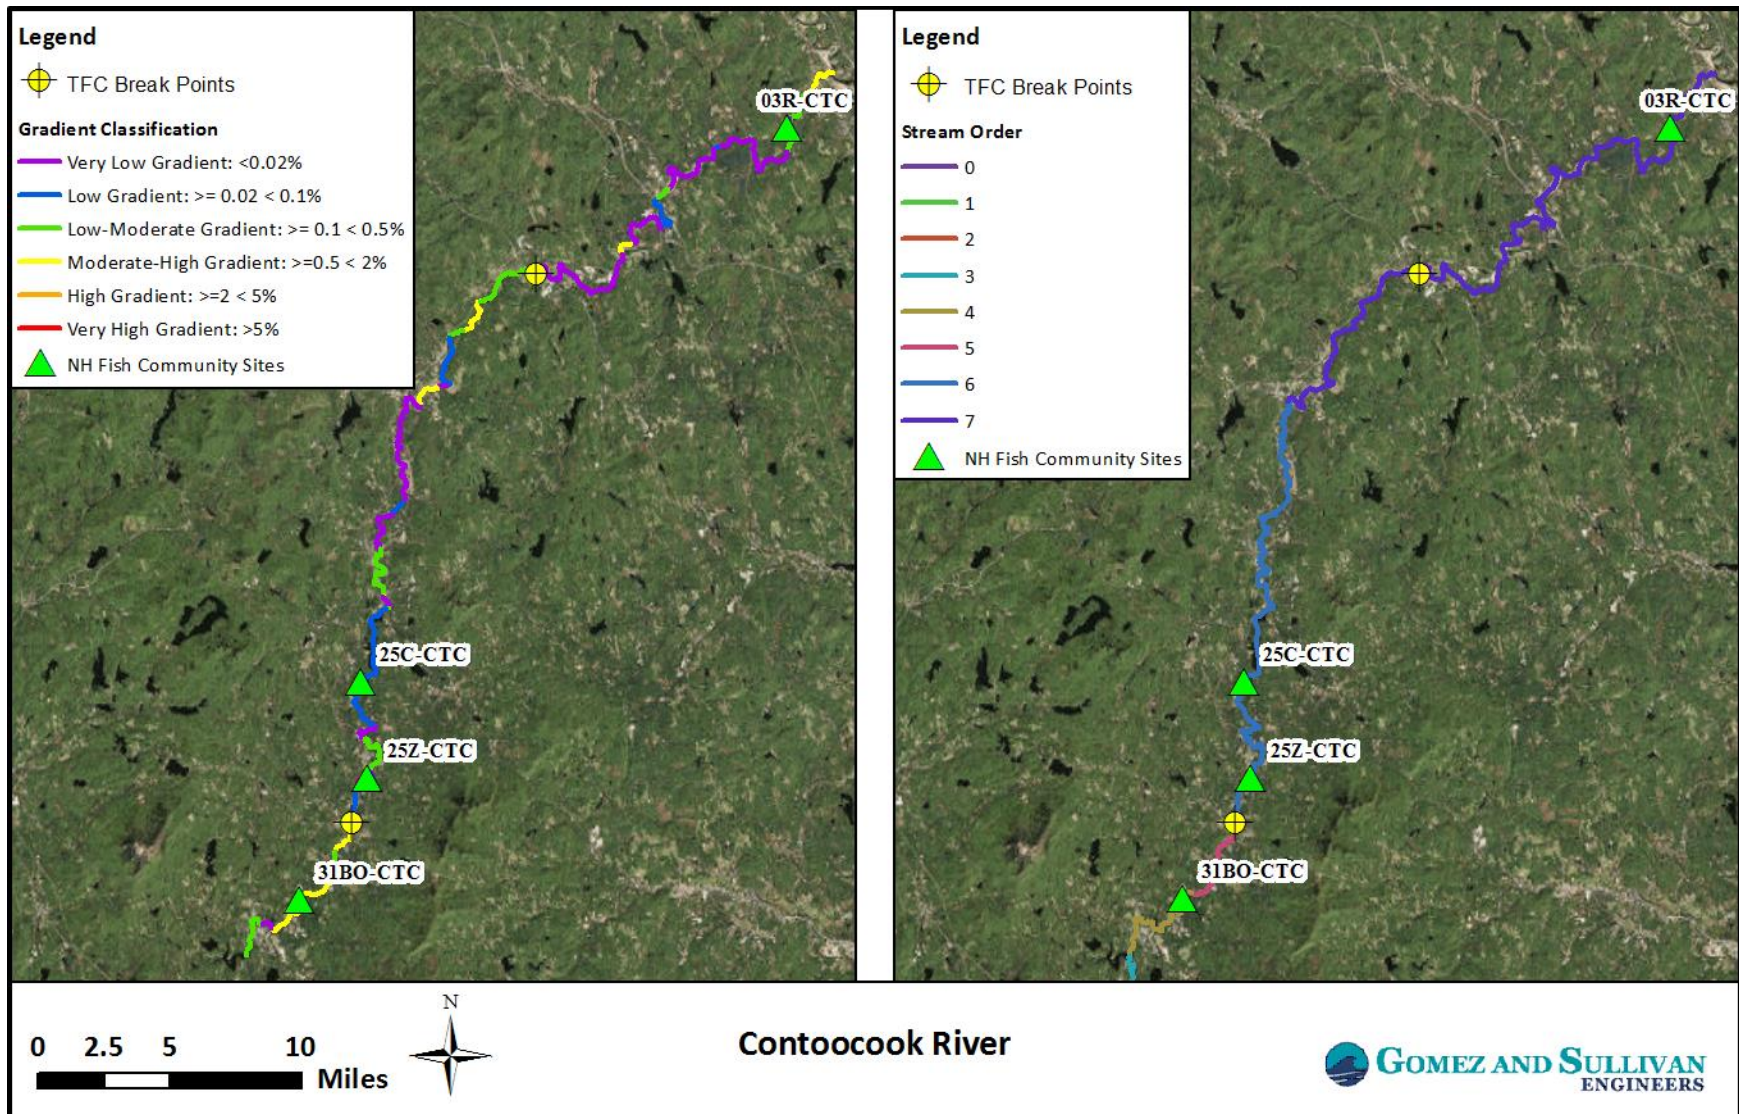 Legend
TFC Break Points
Gradient Classification
Very Low Gradient: <0.02%
Low Gradient: >= 0.02 < 0.1%
Low-Moderate Gradient: >= 0.1 < 0.5%
Moderate-High Gradient: >=0.5 < 2%
High Gradient: >=2 < 5%
Very High Gradient: >5%
NH Fish Community Sites
03R-CTC
25C-CTC
25Z-CTC
31BO-CTC
Legend
TFC Break Points
Stream Order
0
1
2
3
4
5
6
7
NH Fish Community Sites
03R-CTC
25C-CTC
25Z-CTC
31BO-CTC
0 2.5 5 10
Miles
N
Contoocook River
GOMEZ AND SULLIVAN
ENGINEERS